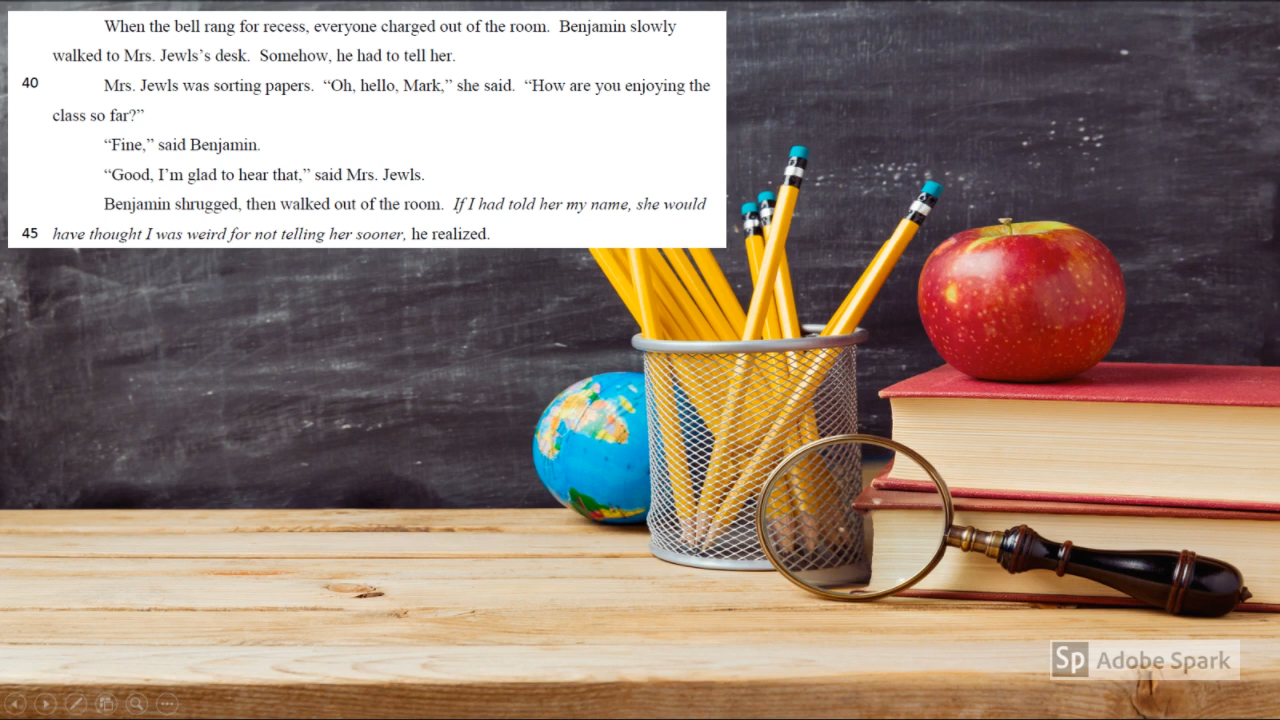 When the bell rang for recess, everyone charged out of the room.  Benjamin slowly
walked to Mrs. Jewls’s desk.  Somehow, he had to tell her.
40 Mrs. Jewls was sorting papers.  “Oh, hello, Mark,” she said.  “How are you enjoying the
class so far?”
“Fine,” said Benjamin.
“Good, I’m glad to hear that,” said Mrs. Jewls.
Benjamin shrugged, then walked out of the room.  If I had told her my name, she would
45 have thought I was weird for not telling her sooner, he realized.
Sp Adobe Spark